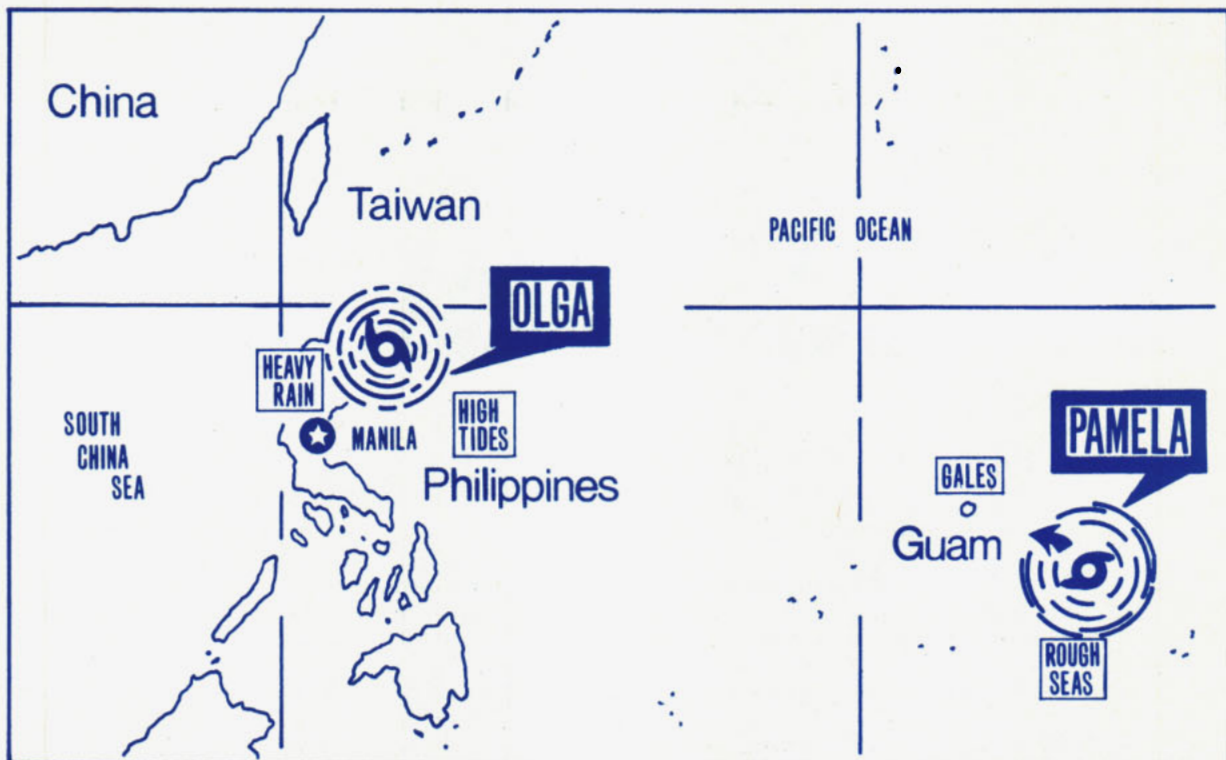 China
Taiwan
PACIFIC OCEAN
OLGA
HEAVY
RAIN
HIGH
TIDES
SOUTH
CHINA
SEA
MANILA
Philippines
PAMELA
GALES
Guam
ROUGH
SEAS